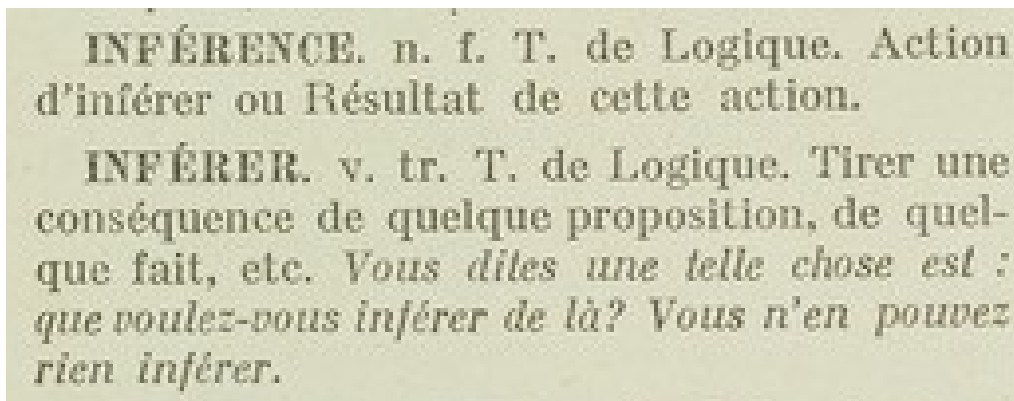 INFÉRENCE. n. f. T. de Logique. Action
d'inférer ou Résultat de cette action.
INFÉRER. v. tr. T. de Logique. Tirer une
conséquence de quelque proposition, de quel-
que fait, etc. Vous dites une telle chose est :
que voulez-vous inférer de là? Vous n'en pouvez
rien inférer.